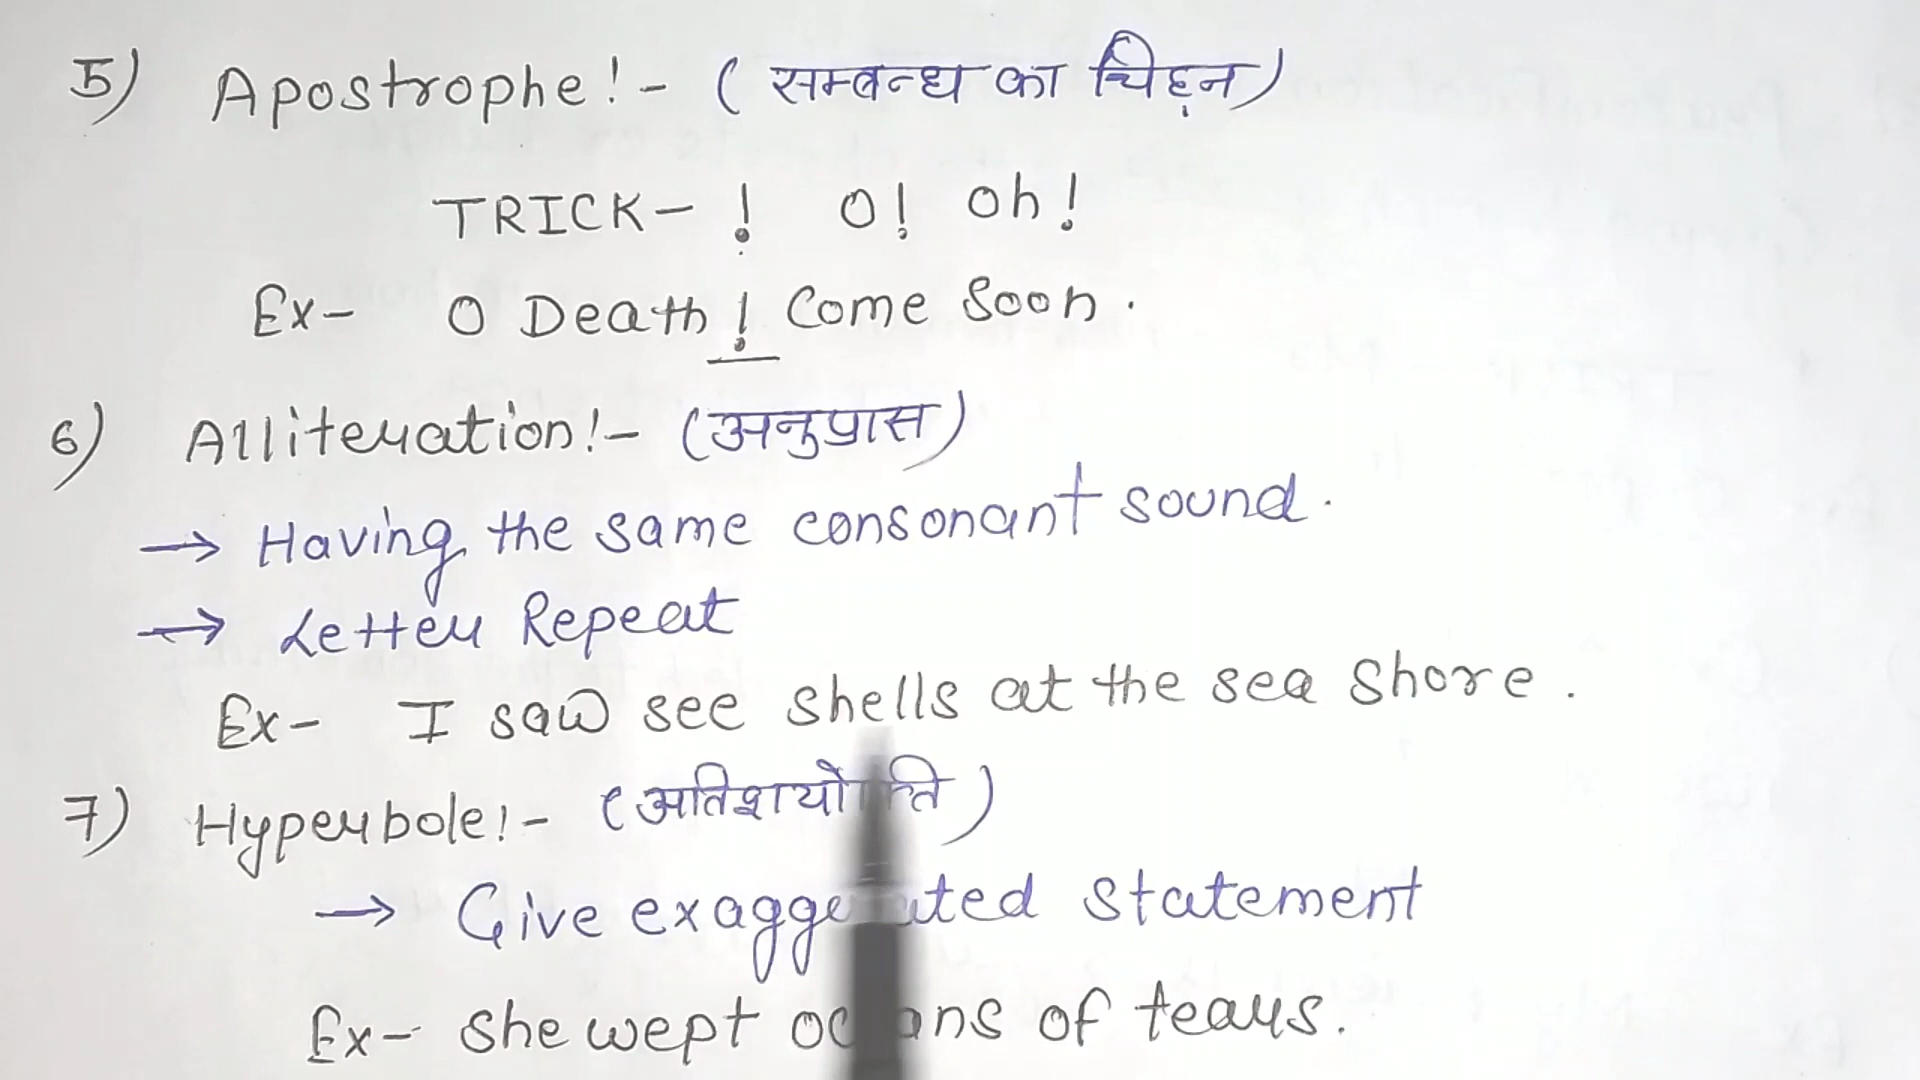 5) Apostrophe!- (सम्बन्ध का चिह्न)
TRICK- ! O! Oh!
Ex- O Death! Come Soon.
6) Alliteration!- (अनुप्रास)
→ Having the same consonant sound.
→ Letter Repeat
Ex- I saw see shells at the sea shore.
7) Hyperbole!- ( )
→ Give statement
Ex- she wept of tears.